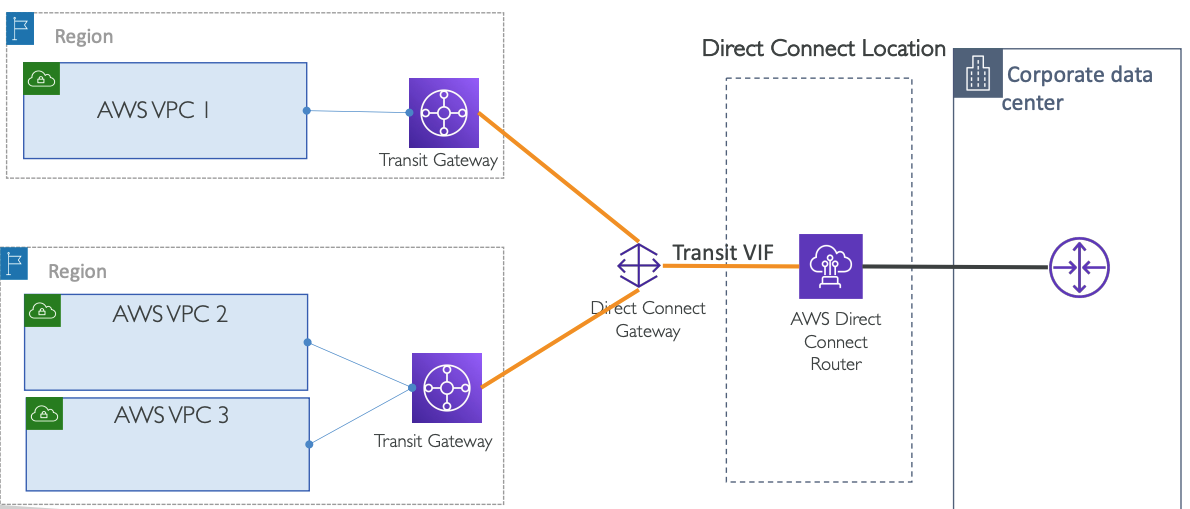 Region
AWS VPC 1
Transit Gateway
Region
AWS VPC 2
AWS VPC 3
Transit Gateway
Direct Connect
Gateway
Transit VIF
Direct Connect Location
AWS Direct
Connect
Router
Corporate data
center